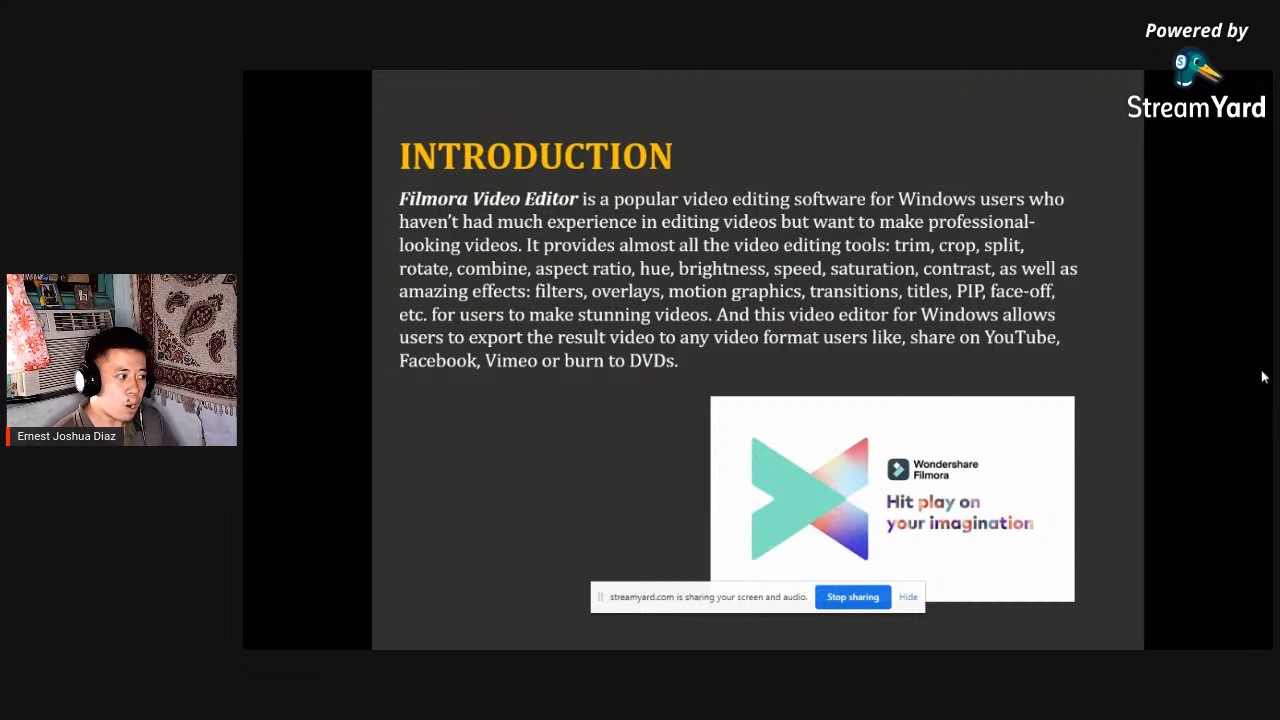 Powered by
StreamYard
INTRODUCTION
Filmora Video Editor is a popular video editing software for Windows users who
haven't had much experience in editing videos but want to make professional-
looking videos. It provides almost all the video editing tools: trim, crop, split,
rotate, combine, aspect ratio, hue, brightness, speed, saturation, contrast, as well as
amazing effects: filters, overlays, motion graphics, transitions, titles, PIP, face-off,
etc. for users to make stunning videos. And this video editor for Windows allows
users to export the result video to any video format users like, share on YouTube,
Facebook, Vimeo or burn to DVDs.
Ernest Joshua Diaz
Wondershare
Filmora
Hit play on
your imagination
streamyard.com is sharing your screen and audio. Stop sharing Hide